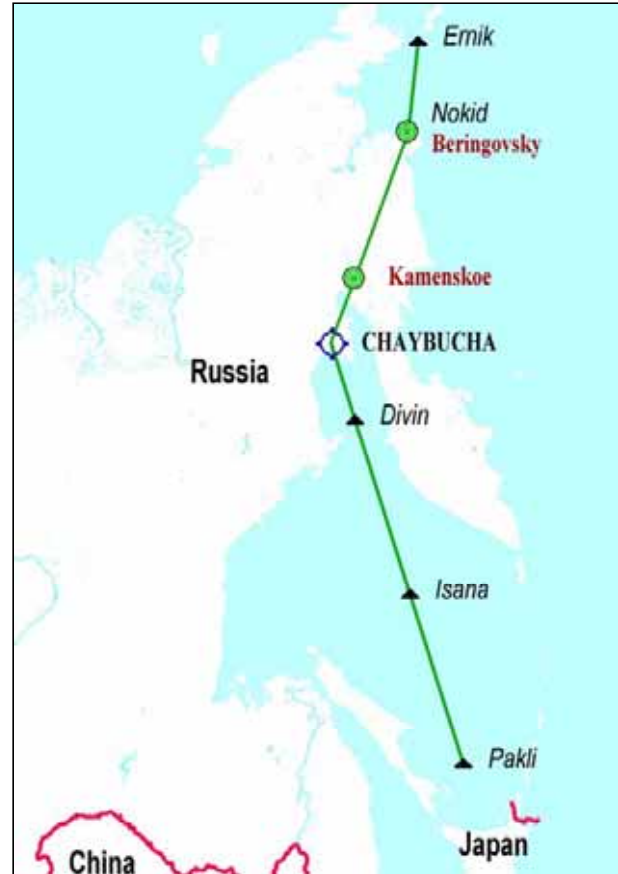 Ernik
Nokid
Beringovsky
Kamenskoe
CHAYBUCHA
Russia
Divin
Isana
Pakli
Japan
China